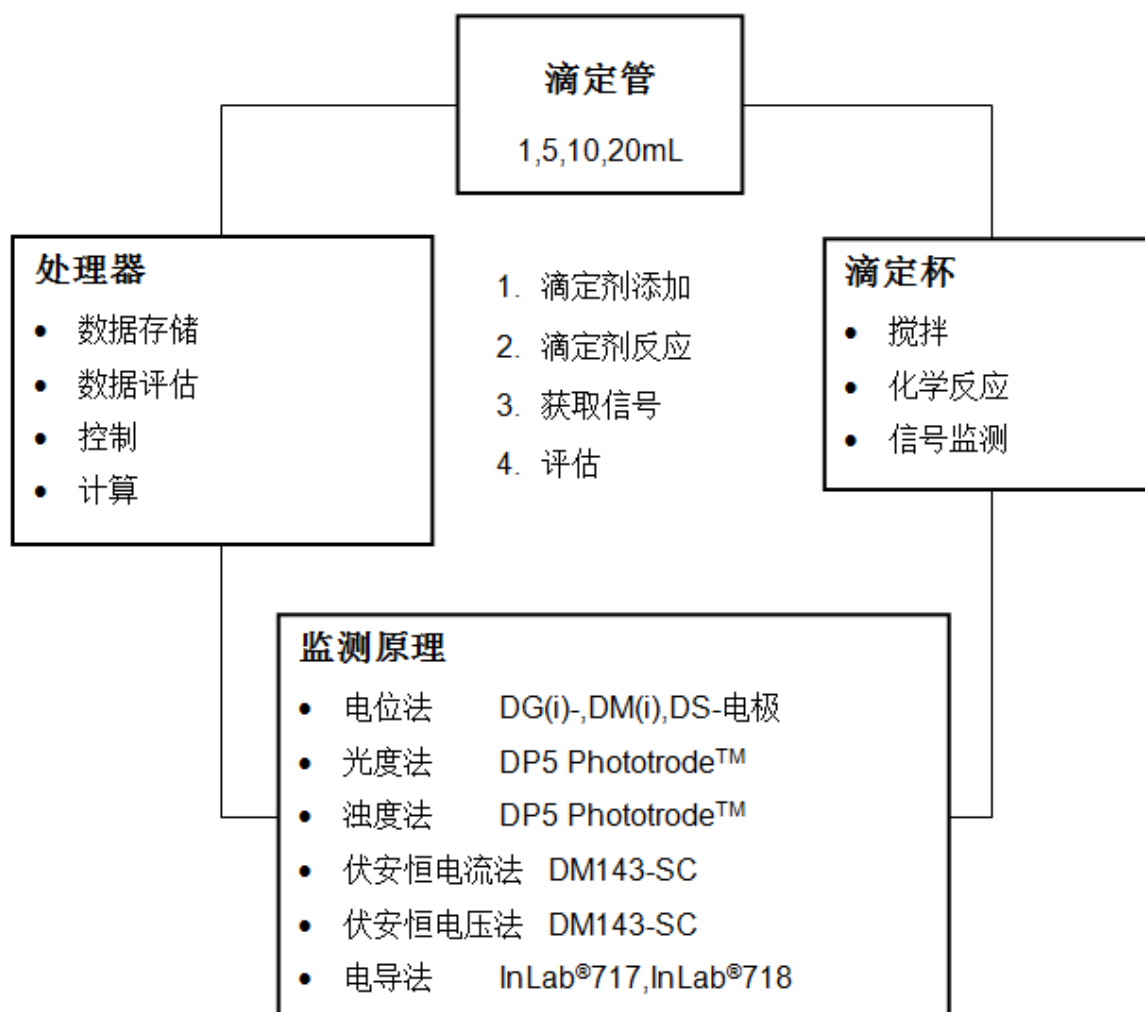 滴定管
1,5,10,20mL
处理器
• 数据存储
• 数据评估
• 控制
• 计算
1. 滴定剂添加
2. 滴定剂反应
3. 获取信号
4. 评估
滴定杯
• 搅拌
• 化学反应
• 信号监测
监测原理
• 电位法 DG(i)-,DM(i),DS-电极
• 光度法 DP5 Phototrode™
• 浊度法 DP5 Phototrode™
• 伏安恒电流法 DM143-SC
• 伏安恒电压法 DM143-SC
• 电导法 InLab®717,InLab®718